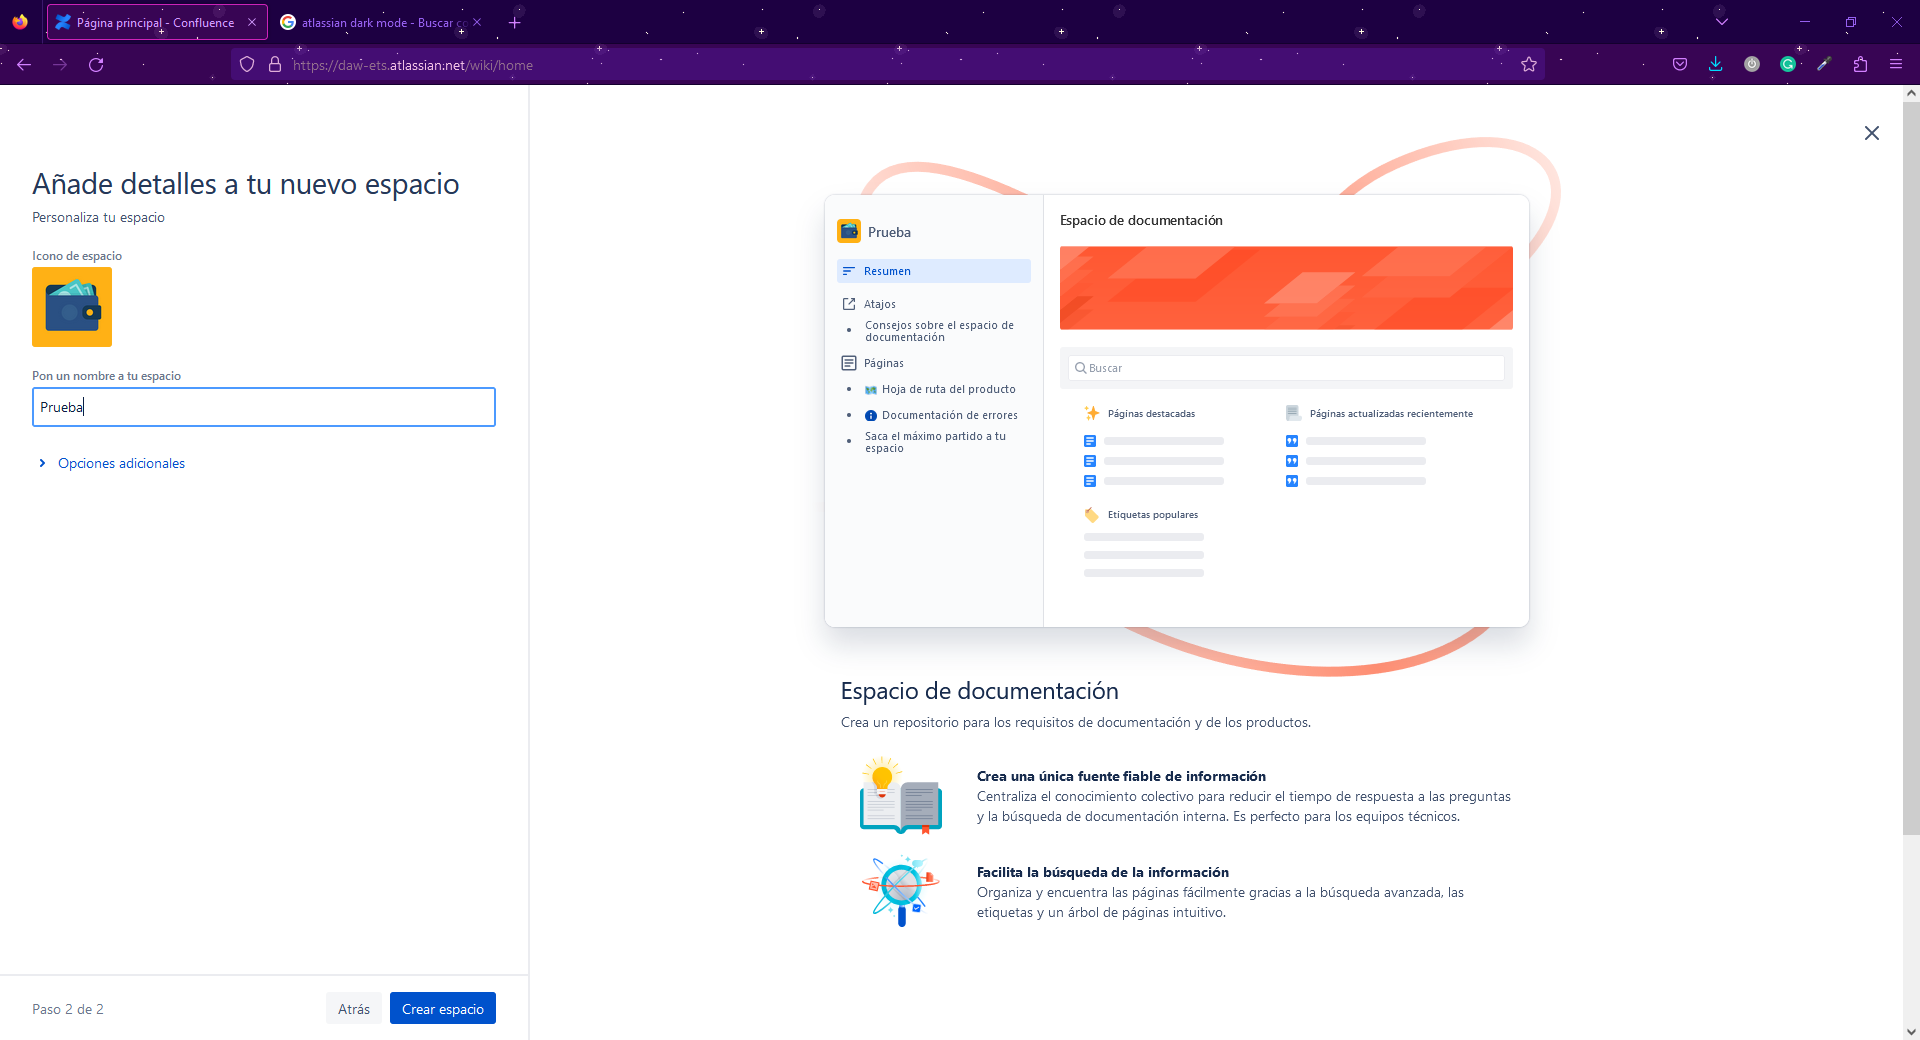 Página principal - Confluence
atlassian dark mode - Buscar co
https://daw-ets.atlassian.net/wiki/home
Añade detalles a tu nuevo espacio
Personaliza tu espacio
Icono de espacio
Pon un nombre a tu espacio
Prueba
Opciones adicionales
Paso 2 de 2
Atrás
Crear espacio
Prueba
Resumen
Atajos
Consejos sobre el espacio de
documentación
Páginas
Hoja de ruta del producto
Documentación de errores
Saca el máximo partido a tu
espacio
Espacio de documentación
Buscar
Páginas destacadas
Páginas actualizadas recientemente
Etiquetas populares
Espacio de documentación
Crea un repositorio para los requisitos de documentación y de los productos.
Crea una única fuente fiable de información
Centraliza el conocimiento colectivo para reducir el tiempo de respuesta a las preguntas
y la búsqueda de documentación interna. Es perfecto para los equipos técnicos.
Facilita la búsqueda de la información
Organiza y encuentra las páginas fácilmente gracias a la búsqueda avanzada, las
etiquetas y un árbol de páginas intuitivo.